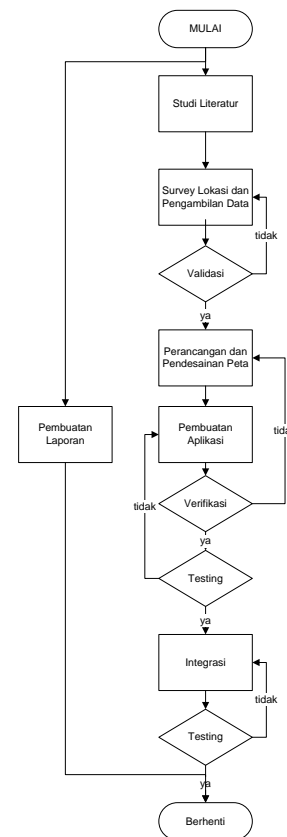 MULAI
Studi Literatur
Survey Lokasi dan
Pengambilan Data
tidak
Validasi
ya
Perancangan dan
Pendesainan Peta
Pembuatan
Laporan
Pembuatan
Aplikasi
tida
tidak
Verifikasi
ya
Testing
ya
Integrasi
tidak
Testing
ya
Berhenti